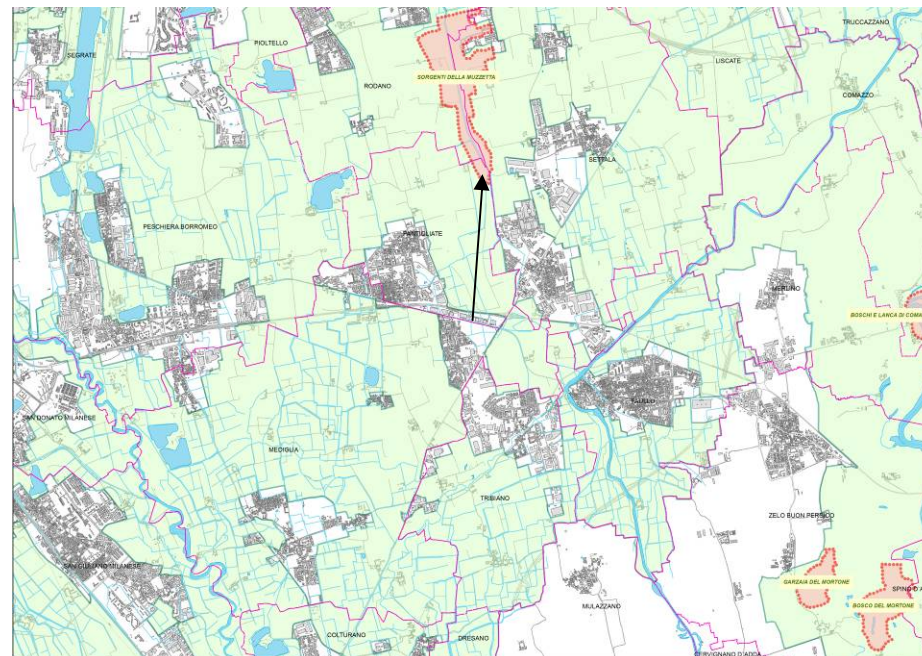 TRUCCAZZANO
PIOLTELLO
SEGRATE
LISCATE
SORGENTI DELLA MUZZETTA
RODANO
COMAZZO
SETTALA
PESCHIERA BORROMEO
PANTIGLIATE
MERLINO
BOSCHI E LANCA DI COMA
PAULLO
SAN DONATO MILANESE
MEDIGLIA
TRIBIANO
ZELO BUON PERSICO
SAN GIULIANO MILANESE
GARZAIA DEL MORTONE
SPINO D'A
BOSCO DEL MORTONE
MULAZZANO
COLTURANO
DRESANO
CERVIGNANO D'ADDA